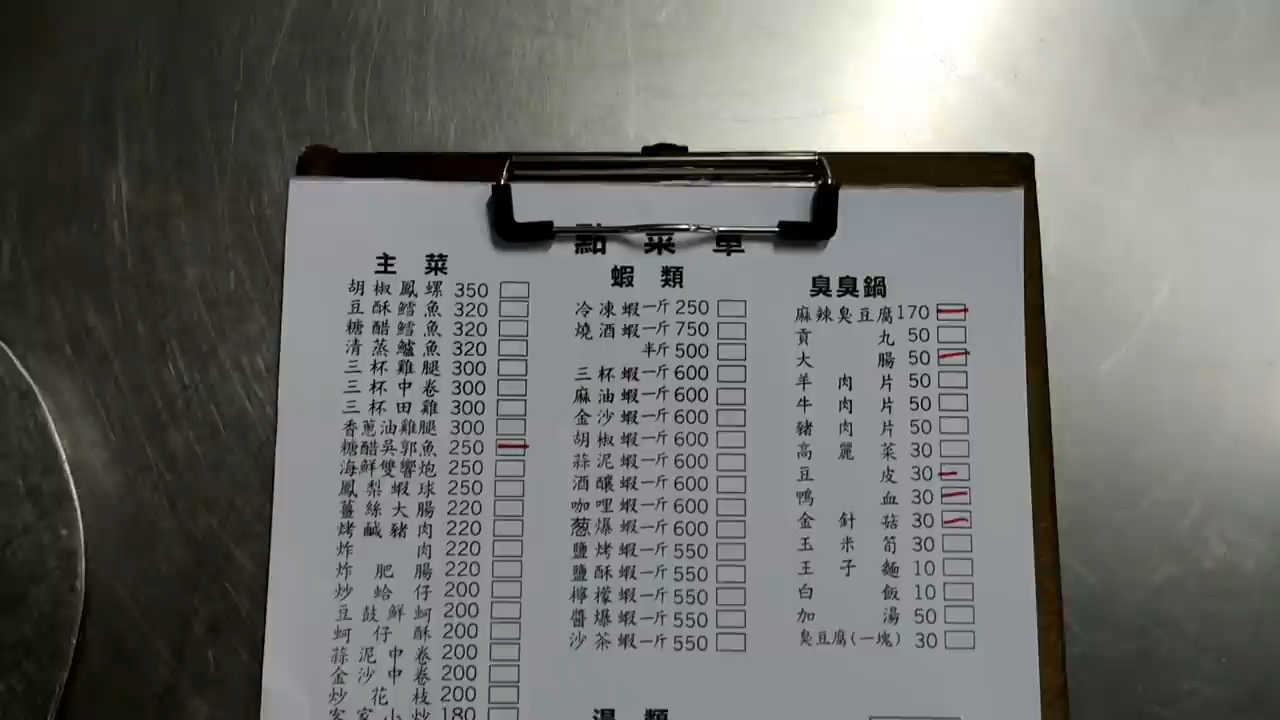 點菜單
主菜
胡椒鳳螺 350
豆酥鱈魚 320
糖醋鱈魚 320
清蒸鱸魚 320
三杯雞腿 300
三杯中卷 300
三杯田雞 300
香蔥油雞腿 300
糖醋吳郭魚 250
海鮮雙響炮 250
鳳梨蝦球 250
薑絲大腸 220
烤鹹豬肉 220
炸肉 220
炸肥腸 220
炒蛤仔 200
豆鼓鮮蚵 200
蚵仔酥 200
蒜泥中卷 200
金沙中卷 200
炒花枝 200
客家小炒 180
蝦類
冷凍蝦一斤 250
燒酒蝦一斤 750
半斤 500
三杯蝦一斤 600
麻油蝦一斤 600
金沙蝦一斤 600
胡椒蝦一斤 600
蒜泥蝦一斤 600
酒釀蝦一斤 600
咖哩蝦一斤 600
葱爆蝦一斤 600
鹽烤蝦一斤 550
鹽酥蝦一斤 550
檸檬蝦一斤 550
醬爆蝦一斤 550
沙茶蝦一斤 550
湯類
臭臭鍋
麻辣臭豆腐 170
貢丸 50
大腸 50
羊肉片 50
牛肉片 50
豬肉片 50
高麗菜 30
豆皮 30
鴨血 30
金針菇 30
玉米筍 30
王子麵 10
白飯 10
加湯 50
臭豆腐(一塊) 30